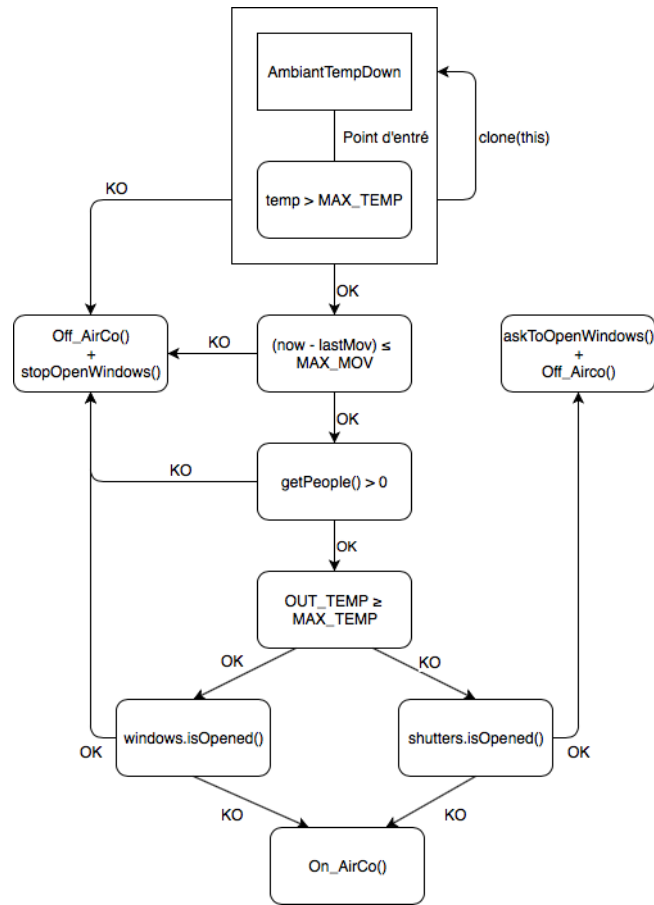 AmbiantTempDown
Point d'entré
clone(this)
temp > MAX_TEMP
KO
OK
Off_AirCo()
+
stopOpenWindows()
KO
(now - lastMov) ≤
MAX_MOV
askToOpenWindows()
+
Off_Airco()
OK
KO
getPeople() > 0
OK
OUT_TEMP ≥
MAX_TEMP
OK
KO
windows.isOpened()
shutters.isOpened()
OK
OK
KO
KO
On_AirCo()